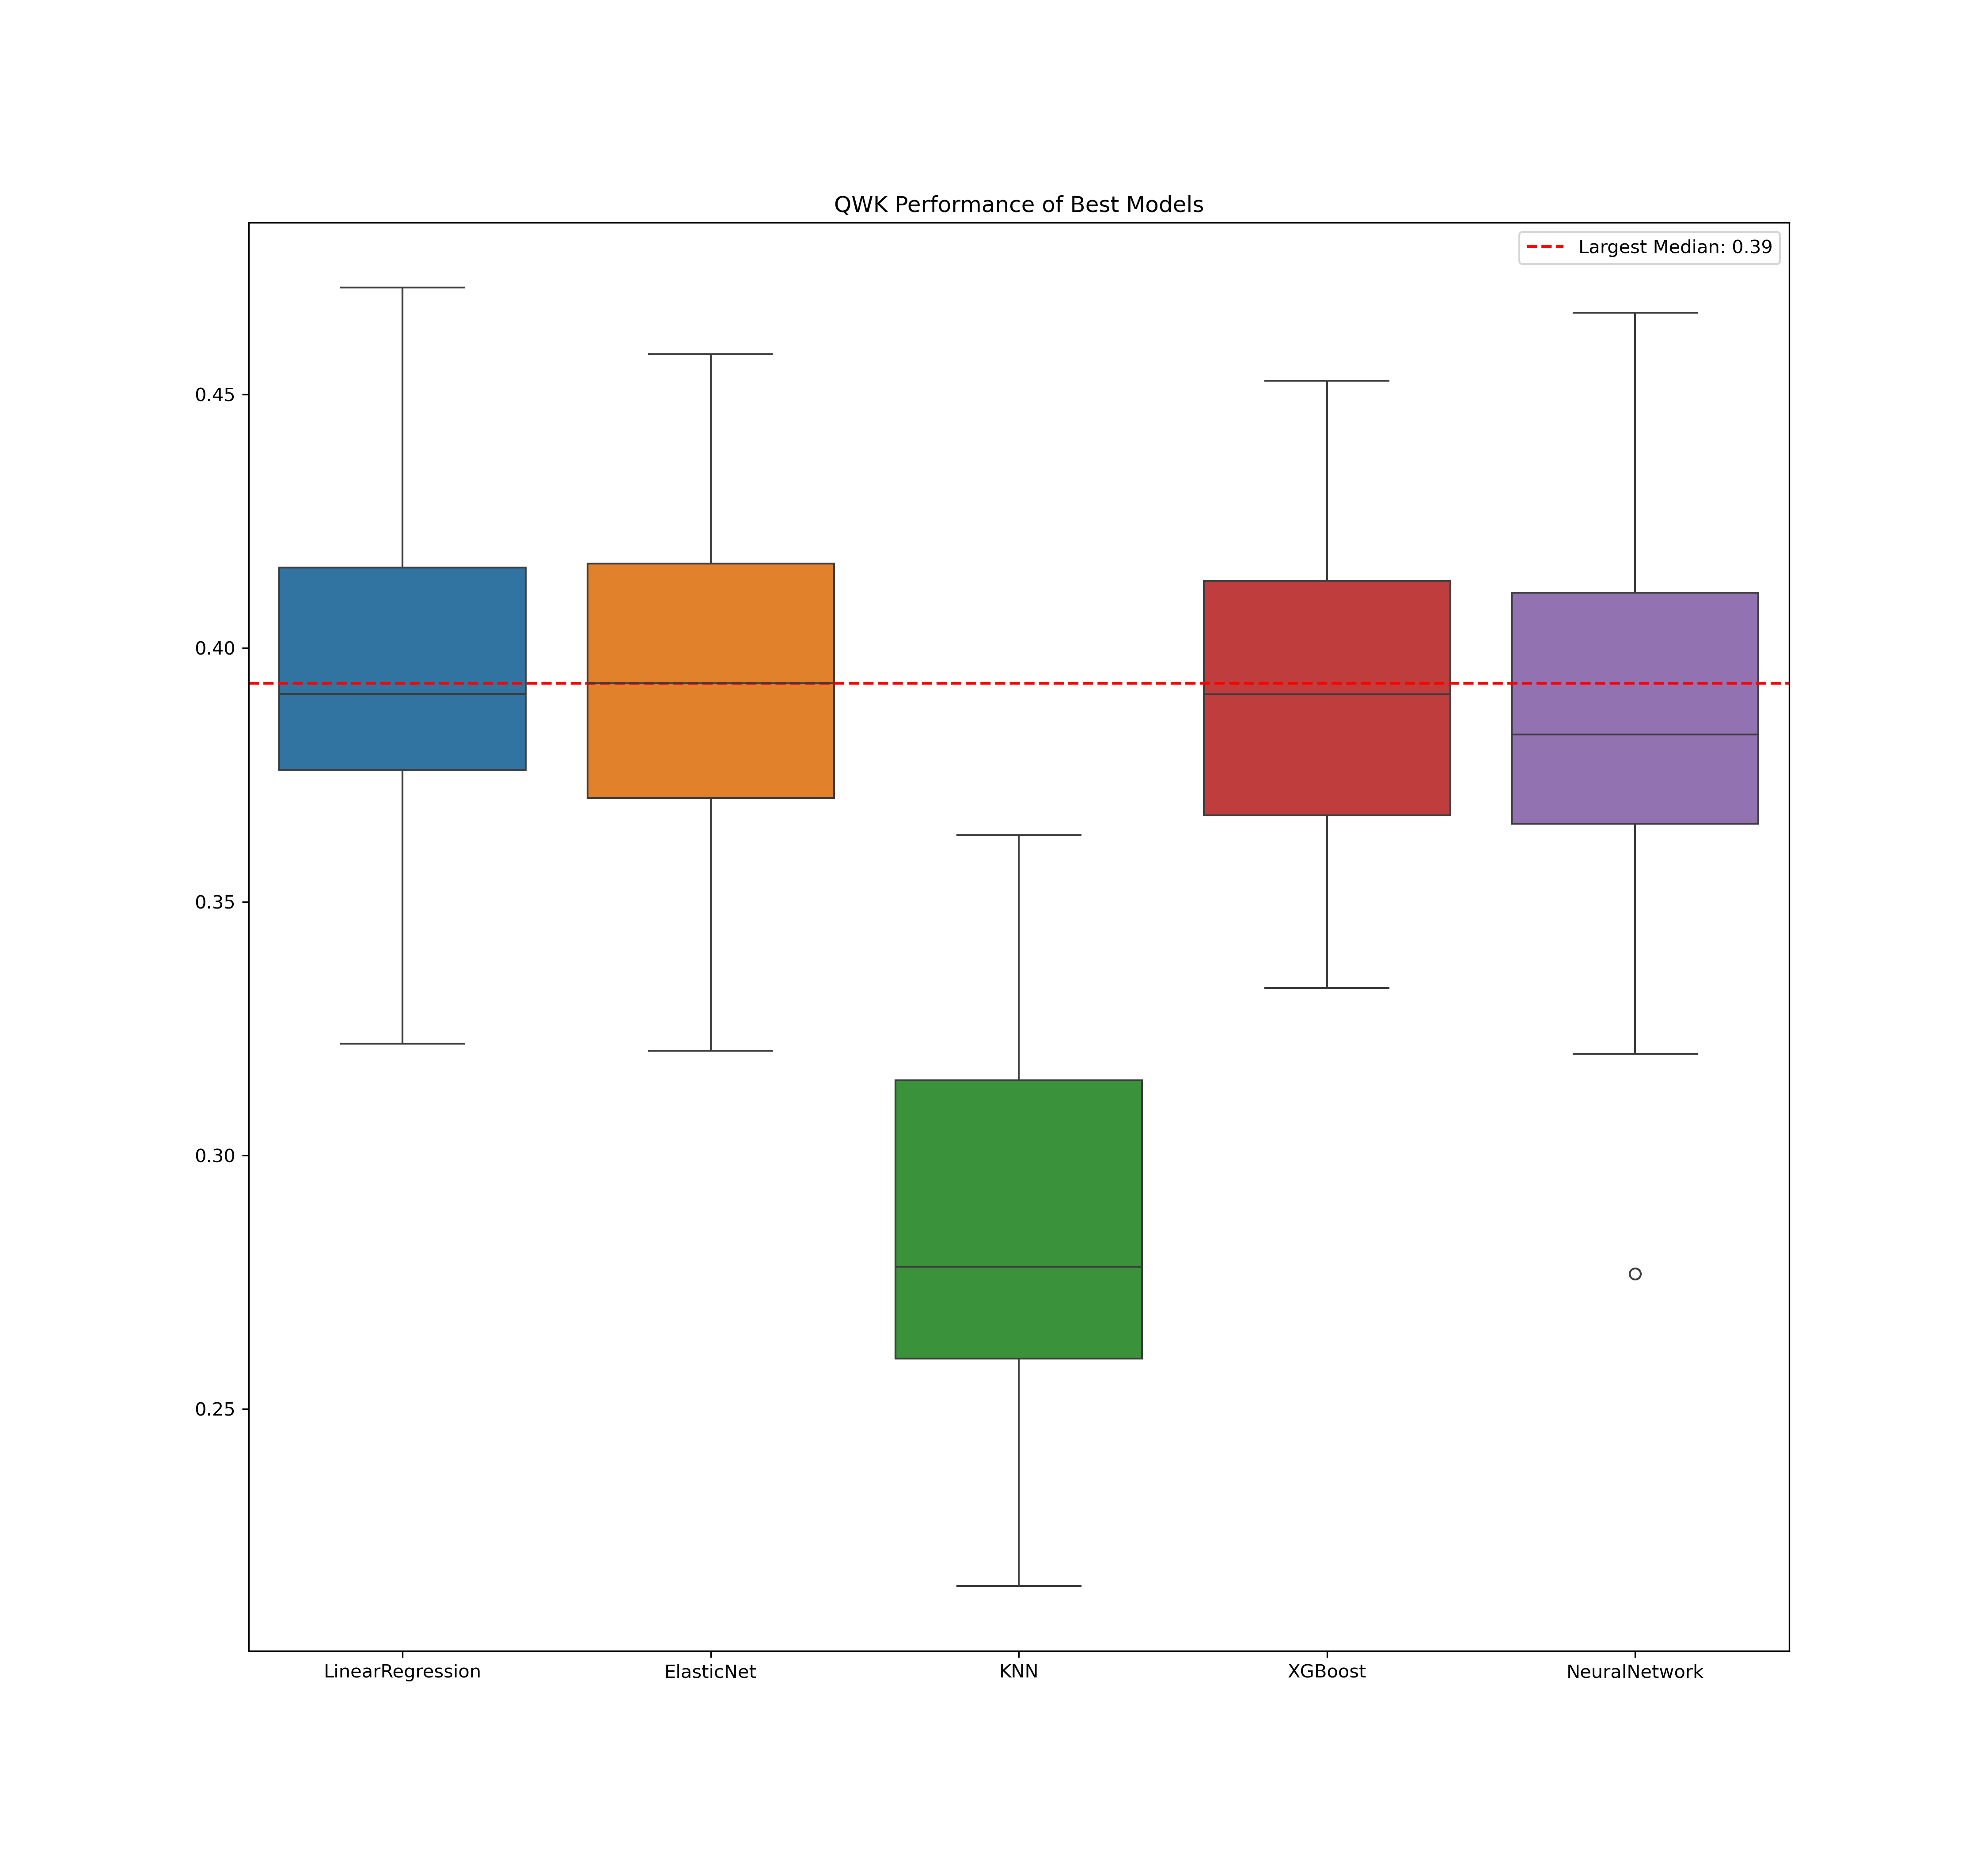 QWK Performance of Best Models
Largest Median: 0.39
0.45
0.40
0.35
0.30
0.25
LinearRegression
ElasticNet
KNN
XGBoost
NeuralNetwork